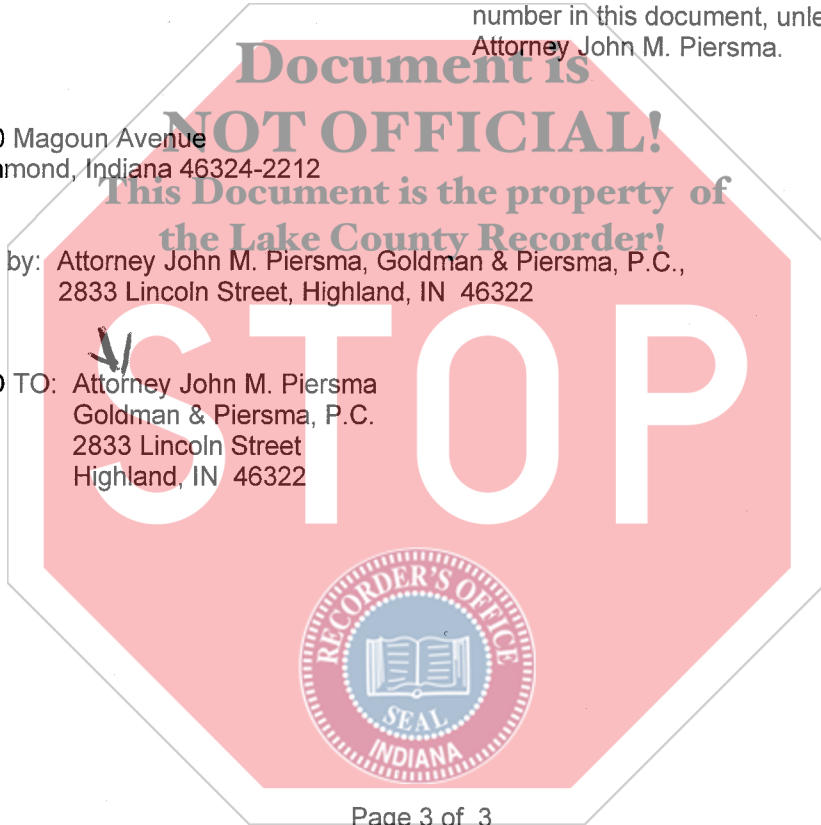 number in this document,
Attorney John M. Piersma.
Document is
NOT OFFICIAL!
Magoun Avenue
Indiana 46324-2212
This Document is the property of
the Lake County Recorder!
by: Attorney John M. Piersma, Goldman & Piersma, P.C.,
2833 Lincoln Street, Highland, IN 46322
TO: Attorney John M. Piersma
Goldman & Piersma, P.C.
2833 Lincoln Street
Highland, IN 46322
STOP
RECORDER'S OFFICE
SEAL
INDIANA
Page 3 of 3